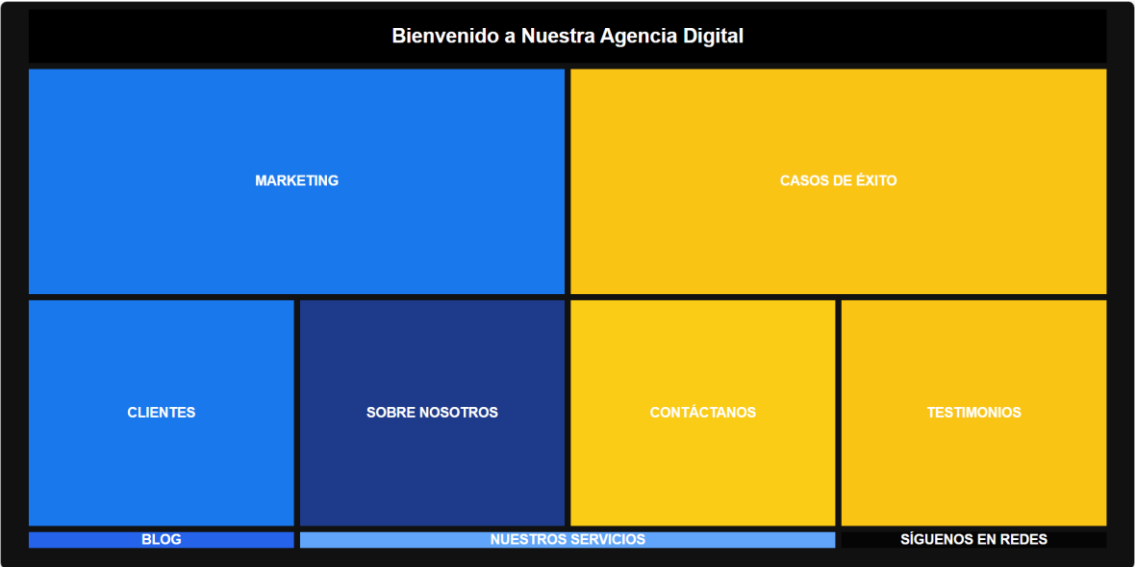 Bienvenido a Nuestra Agencia Digital
MARKETING
CASOS DE ÉXITO
CLIENTES
SOBRE NOSOTROS
CONTÁCTANOS
TESTIMONIOS
BLOG
NUESTROS SERVICIOS
SÍGUENOS EN REDES